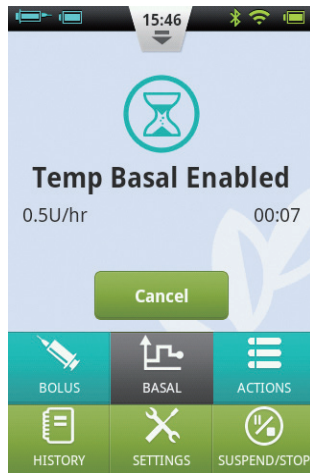 15:46
Temp Basal Enabled
0.5U/hr 00:07
Cancel
BOLUS BASAL ACTIONS
HISTORY SETTINGS SUSPEND/STOP